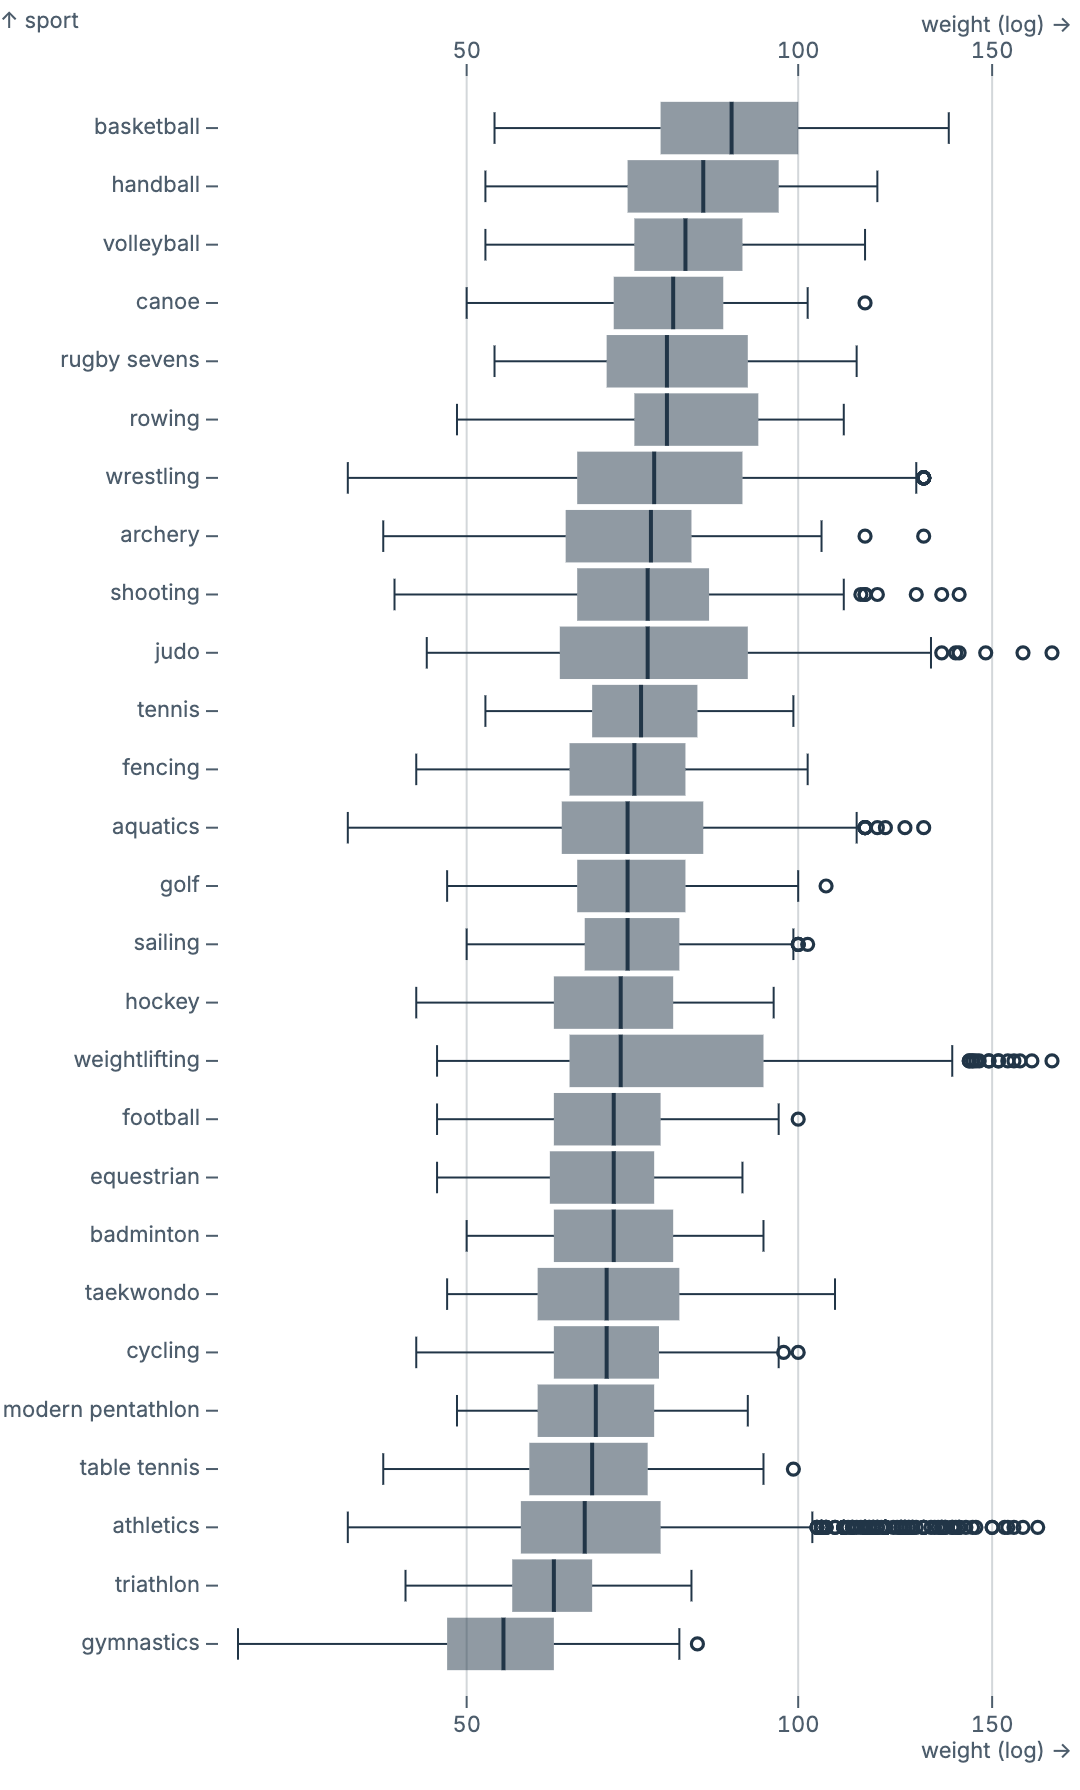 ↑ sport
weight (log) →
50 100 150
basketball
handball
volleyball
canoe
rugby sevens
rowing
wrestling
archery
shooting
judo
tennis
fencing
aquatics
golf
sailing
hockey
weightlifting
football
equestrian
badminton
taekwondo
cycling
modern pentathlon
table tennis
athletics
triathlon
gymnastics
50 100 150
weight (log) →